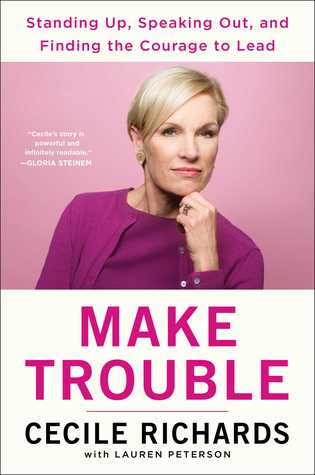 Standing Up, Speaking Out, and
Finding the Courage to Lead
"Cecile's story is
powerful and
infinitely readable."
—GLORIA STEINEM
MAKE
TROUBLE
CECILE RICHARDS
with LAUREN PETERSON